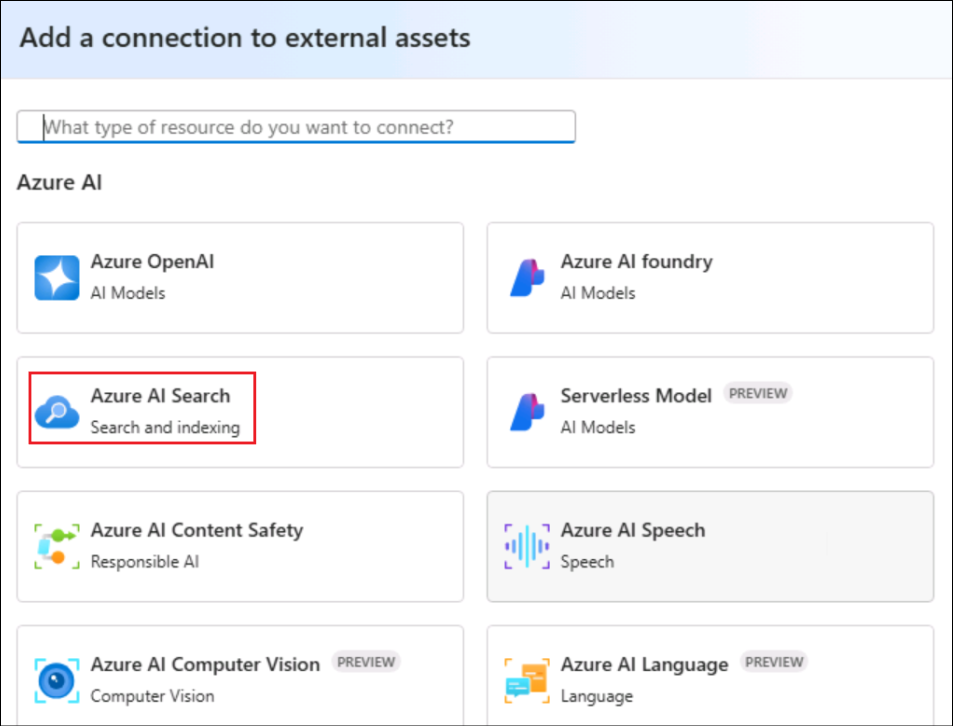 Add a connection to external assets
What type of resource do you want to connect?
Azure AI
Azure OpenAI
AI Models
Azure AI foundry
AI Models
Azure AI Search
Search and indexing
Serverless Model PREVIEW
AI Models
Azure AI Content Safety
Responsible AI
Azure AI Speech
Speech
Azure AI Computer Vision PREVIEW
Computer Vision
Azure AI Language PREVIEW
Language